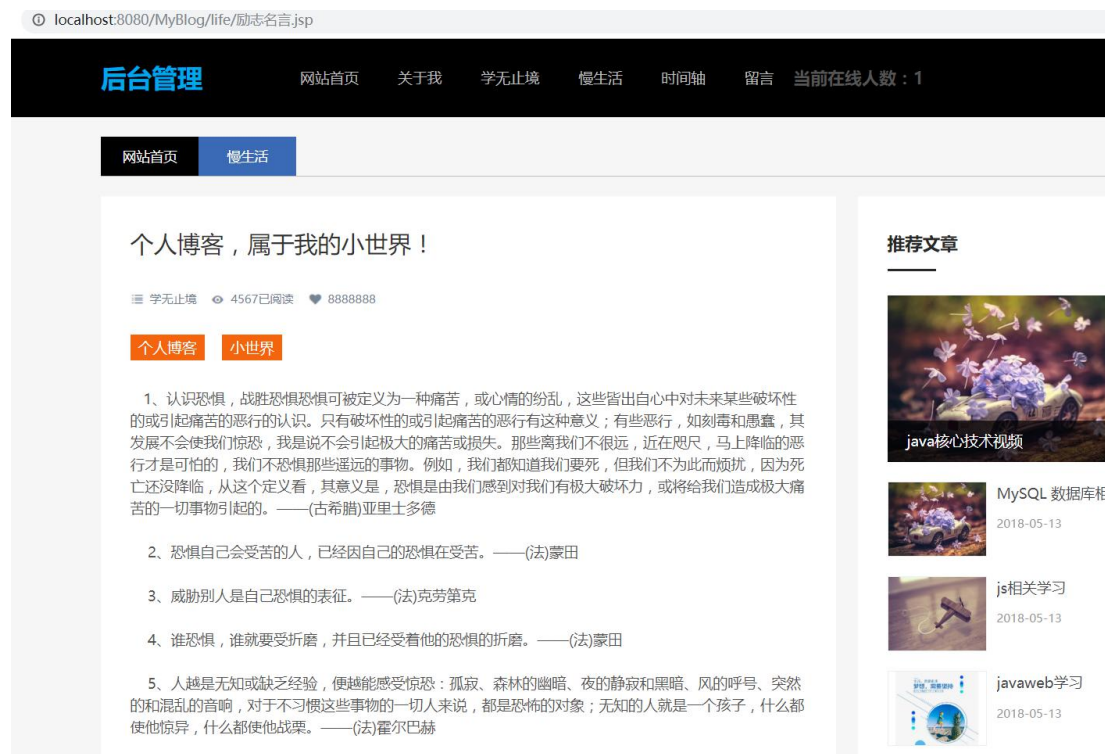 localhost:8080/MyBlog/life/励志名言.jsp
后台管理 网站首页 关于我 学无止境 慢生活 时间轴 留言 当前在线人数：1
网站首页 慢生活
个人博客，属于我的小世界！
学无止境 4567已阅读 8888888
个人博客 小世界
1、认识恐惧，战胜恐惧恐惧可被定义为一种痛苦，或心情的纷乱，这些皆出自心中对未来某些破坏性
的或引起痛苦的恶行的认识。只有破坏性的或引起痛苦的恶行有这种意义；有些恶行，如刻毒和愚蠢，其
发展不会使我们惊恐，我是说不会引起极大的痛苦或损失。那些离我们不很远，近在咫尺，马上降临的恶
行才是可怕的，我们不恐惧那些遥远的事物。例如，我们都知道我们要死，但我们不为此而烦扰，因为死
亡还没降临，从这个定义看，其意义是，恐惧是由我们感到对我们有极大破坏力，或将给我们造成极大痛
苦的一切事物引起的。——(古希腊)亚里士多德
2、恐惧自己会受苦的人，已经因自己的恐惧在受苦。——(法)蒙田
3、威胁别人是自己恐惧的表征。——(法)克劳第克
4、谁恐惧，谁就要受折磨，并且已经受着他的恐惧的折磨。——(法)蒙田
5、人越是无知或缺乏经验，便越能感受惊恐：孤寂、森林的幽暗、夜的静寂和黑暗、风的呼号、突然
的和混乱的音响，对于不习惯这些事物的一切人来说，都是恐怖的对象；无知的人就是一个孩子，什么都
使他惊异，什么都使他战栗。——(法)霍尔巴赫
推荐文章
java核心技术视频
MySQL 数据库相
2018-05-13
js相关学习
2018-05-13
javaweb学习
2018-05-13